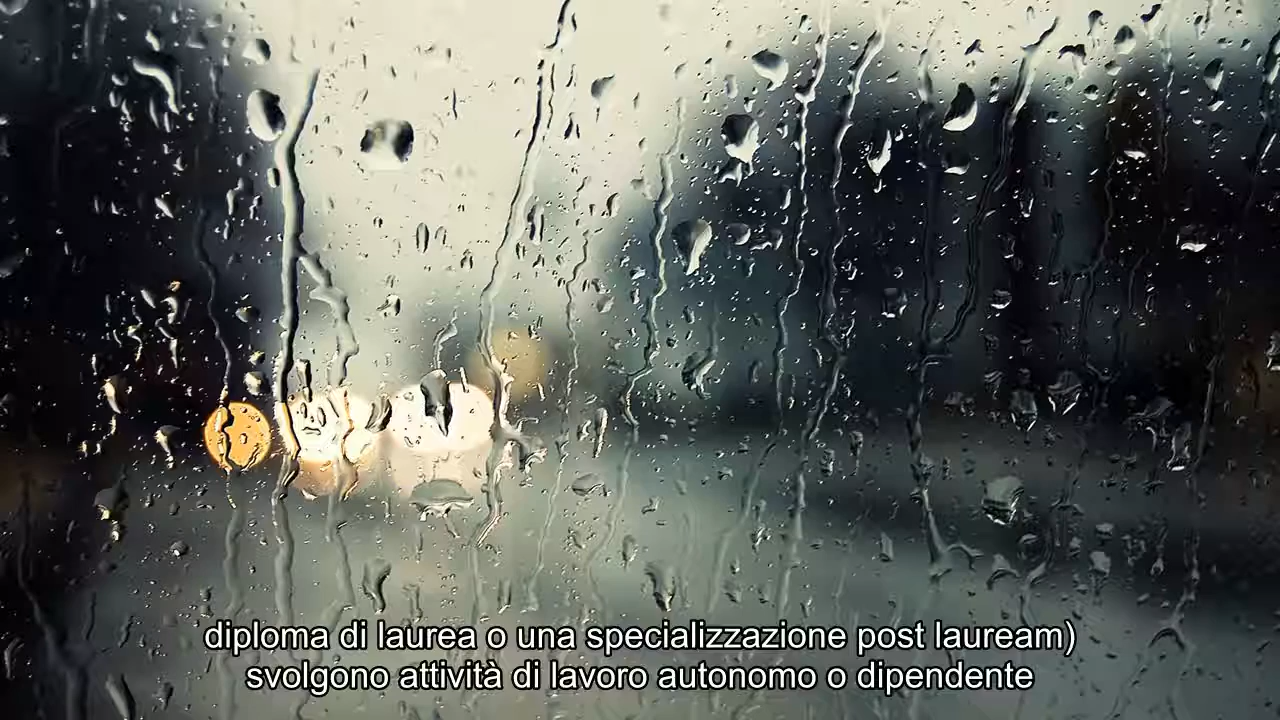 diploma di laurea o una specializzazione post lauream)
svolgono attività di lavoro autonomo o dipendente